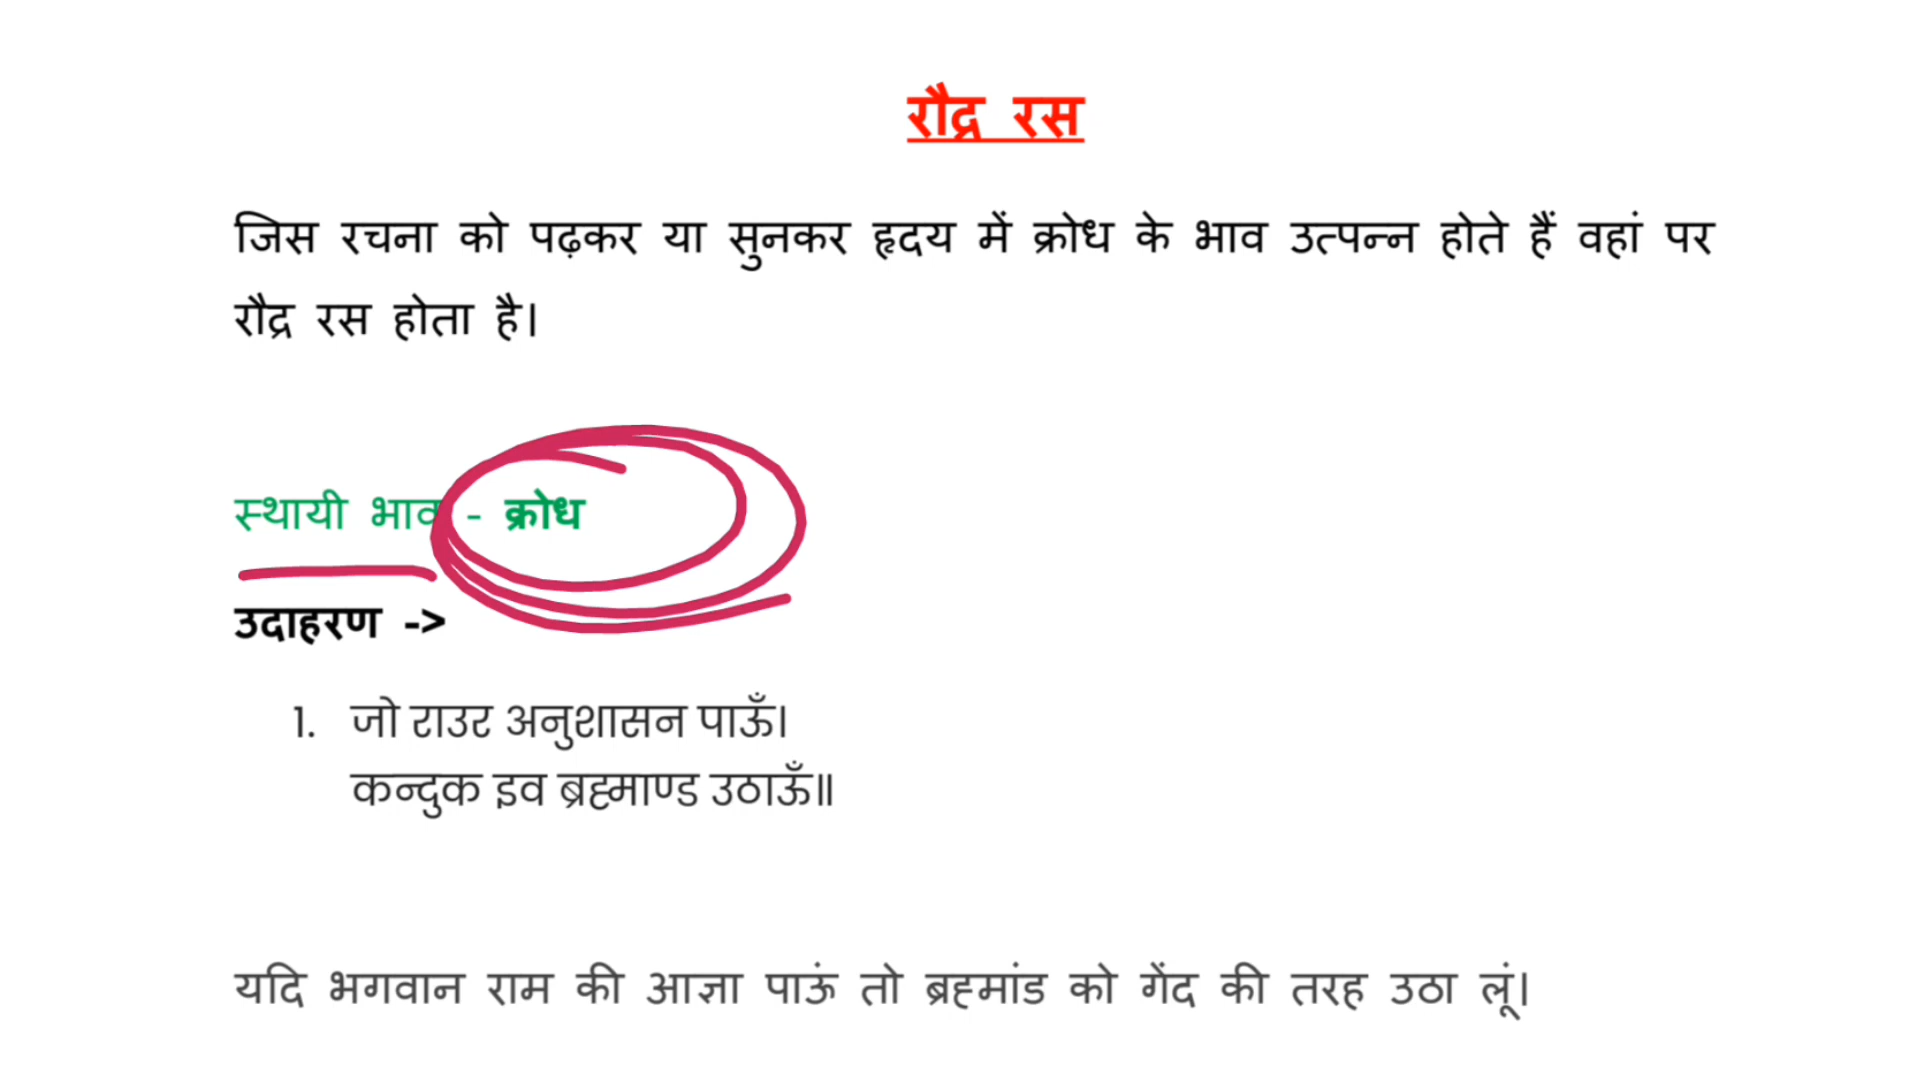 रौद्र रस
जिस रचना को पढ़कर या सुनकर हृदय में क्रोध के भाव उत्पन्न होते हैं वहां पर
रौद्र रस होता है।
स्थायी भाव - क्रोध
उदाहरण ->
1. जो राउर अनुशासन पाऊँ।
कन्दुक इव ब्रह्माण्ड उठाऊँ॥
यदि भगवान राम की आज्ञा पाऊं तो ब्रह्मांड को गेंद की तरह उठा लूं।